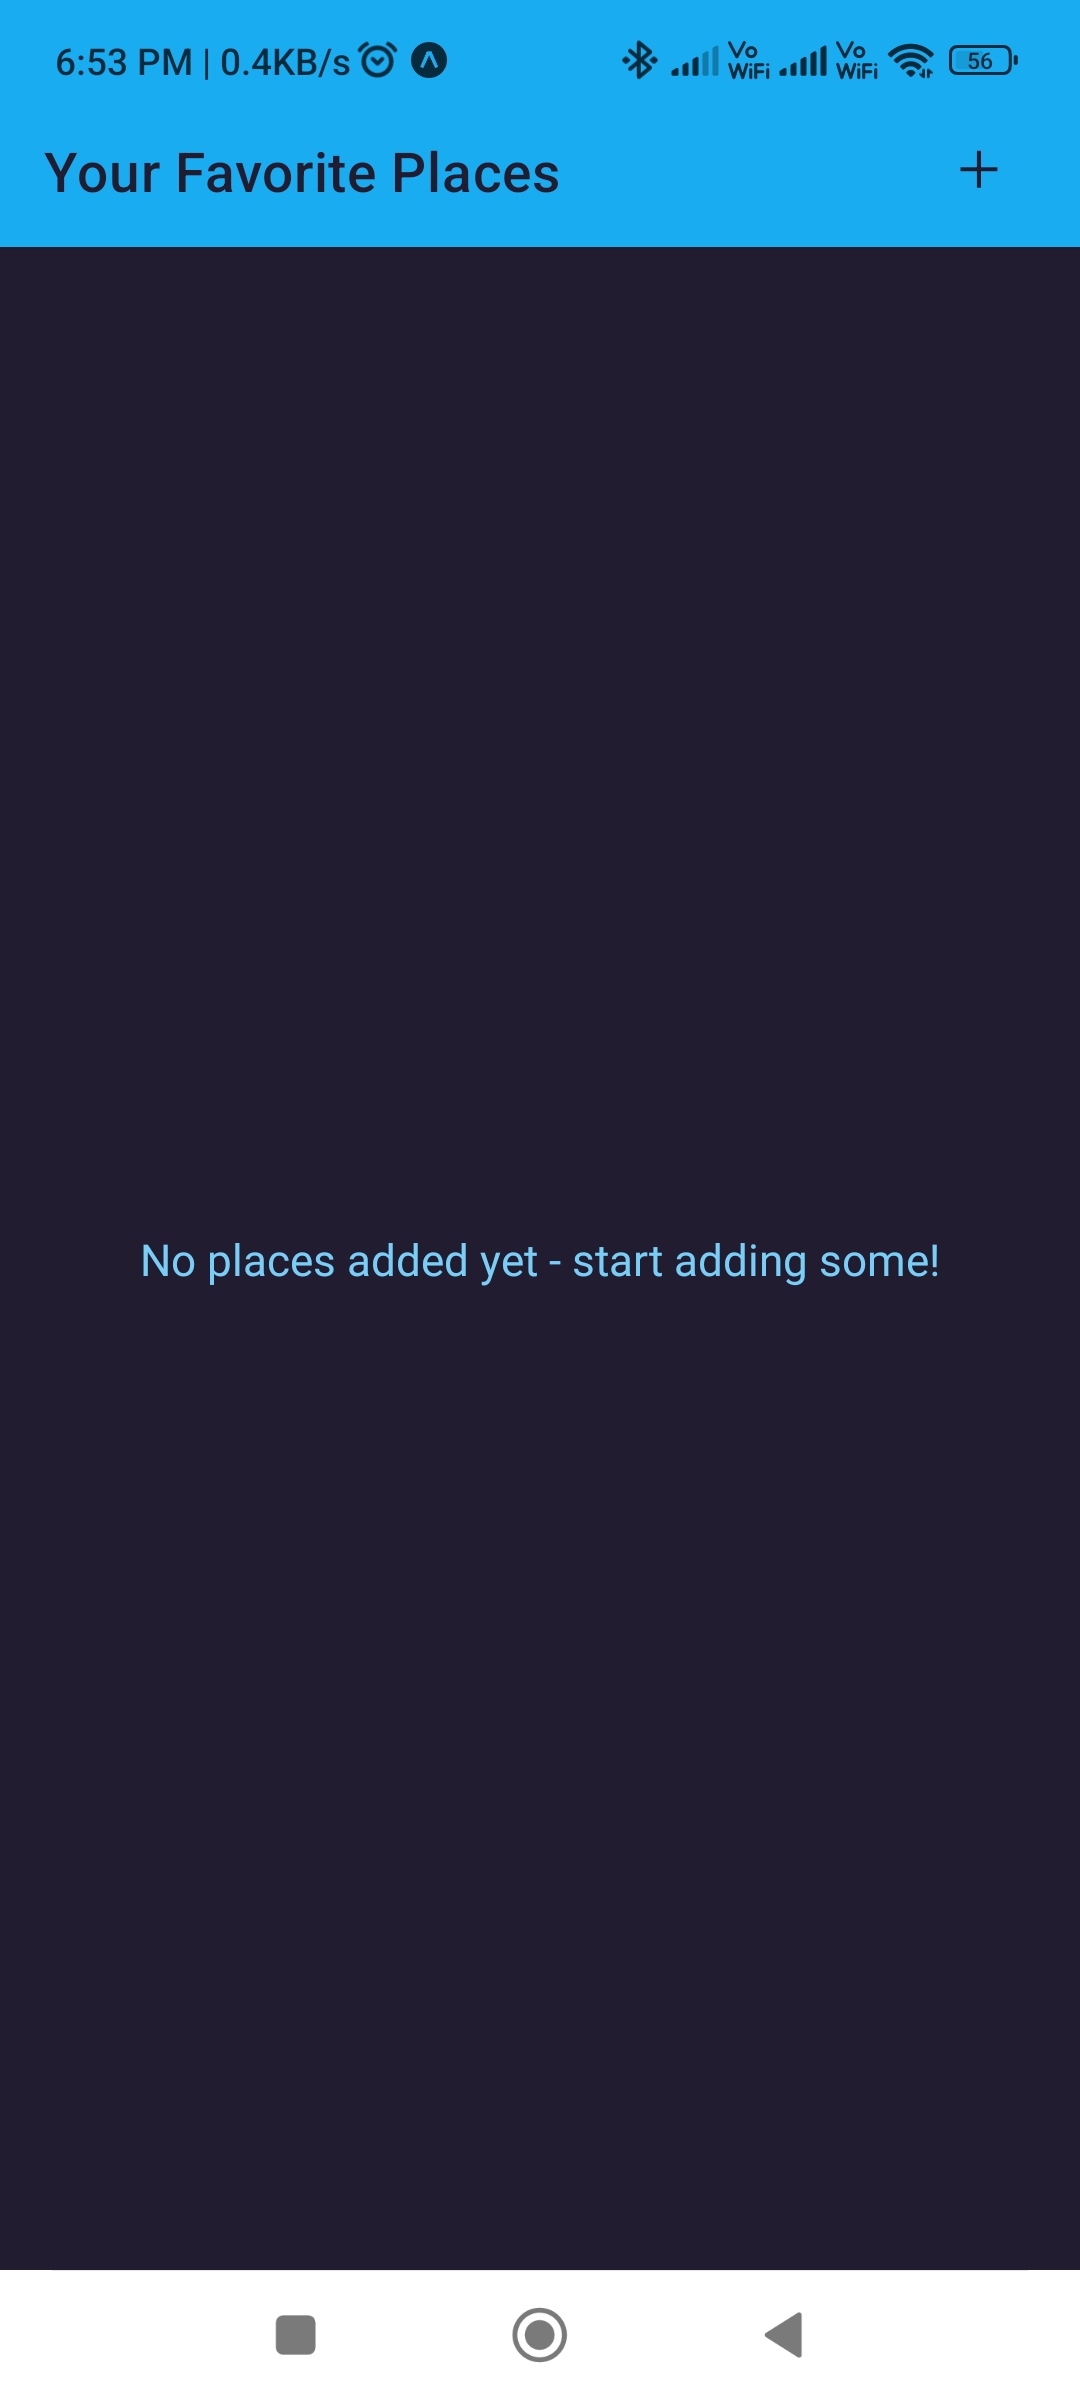 6:53 PM | 0.4KB/s Vo WiFi Vo WiFi 56
Your Favorite Places
No places added yet - start adding some!